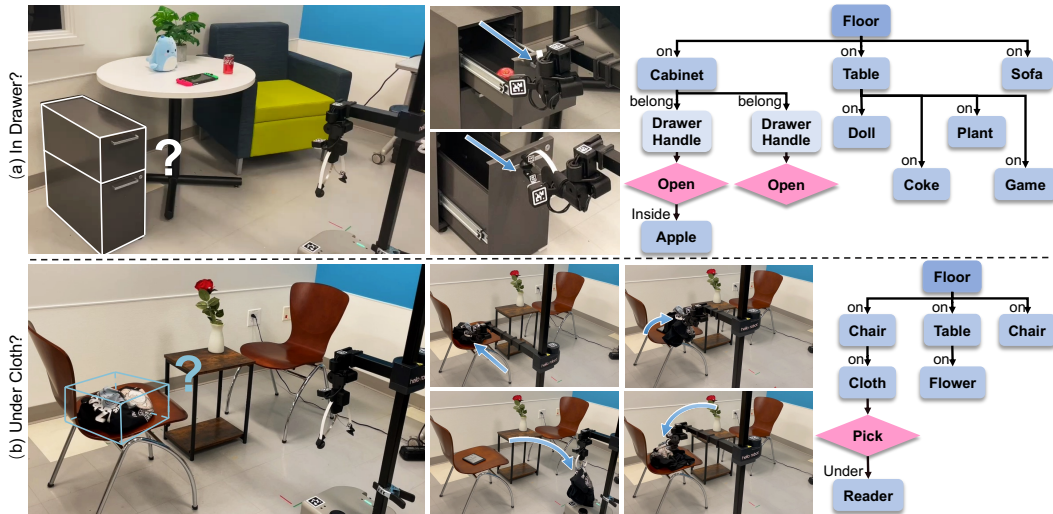 (a) In Drawer?
?
Floor
on
on
on
Cabinet
Table
Sofa
belong
belong
on
on
Drawer
Handle
Drawer
Handle
Doll
Plant
on
on
Open
Open
Coke
Game
Inside
Apple
(b) Under Cloth?
?
hello robot
Floor
on
on
on
Chair
Table
Chair
on
on
Cloth
Flower
Pick
Under
Reader